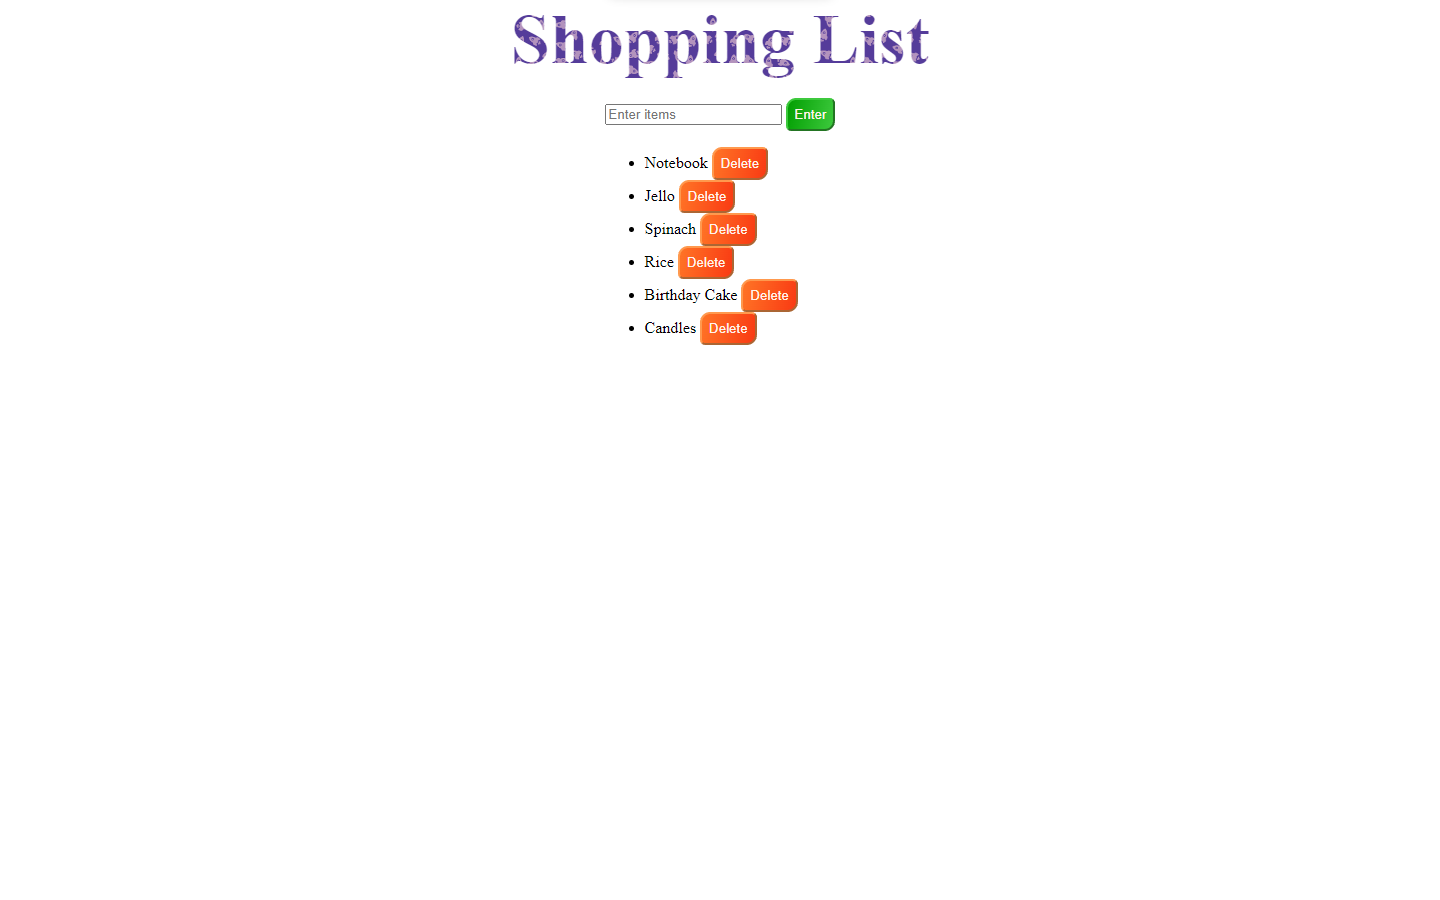 Shopping List
Enter items Enter
Notebook Delete
Jello Delete
Spinach Delete
Rice Delete
Birthday Cake Delete
Candles Delete